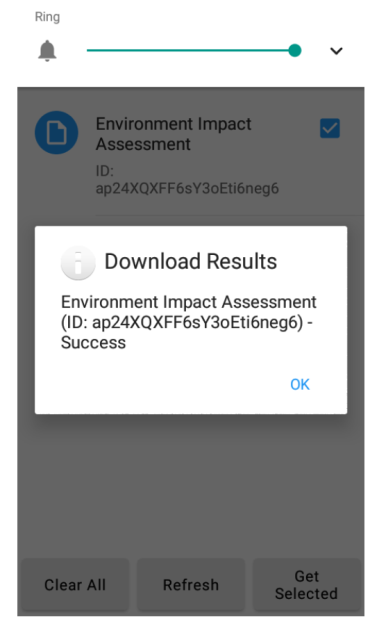 Ring
Environment Impact
Assessment
ID:
ap24XQXFF6sY3oEti6neg6
Download Results
Environment Impact Assessment
(ID: ap24XQXFF6sY3oEti6neg6) -
Success
OK
Clear All
Refresh
Get
Selected